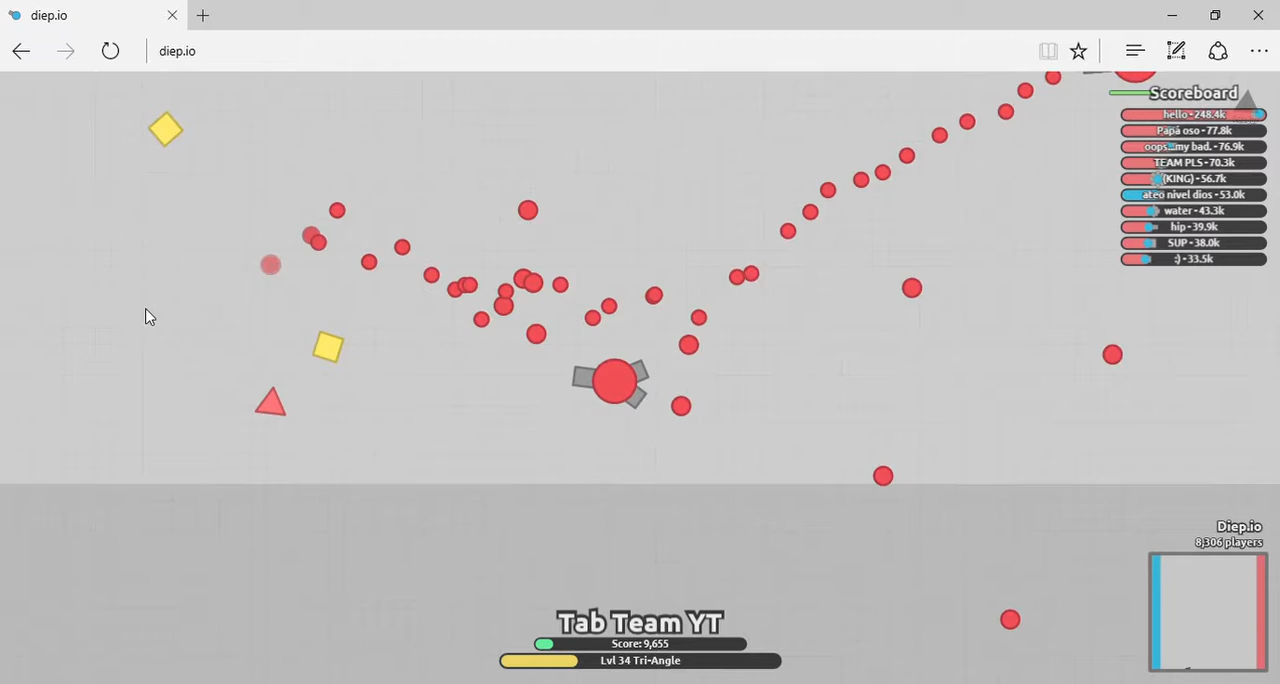 diep.io
diep.io
Scoreboard
hello - 248.4k
Papá oso - 77.8k
oops...my bad. - 76.9k
TEAM PLS - 70.3k
(KING) - 56.7k
ateo nivel dios - 53.0k
water - 43.3k
hip - 39.9k
SUP - 38.0k
:) - 33.5k
Diep.io
8,306 players
Tab Team YT
Score: 9,655
Lvl 34 Tri-Angle